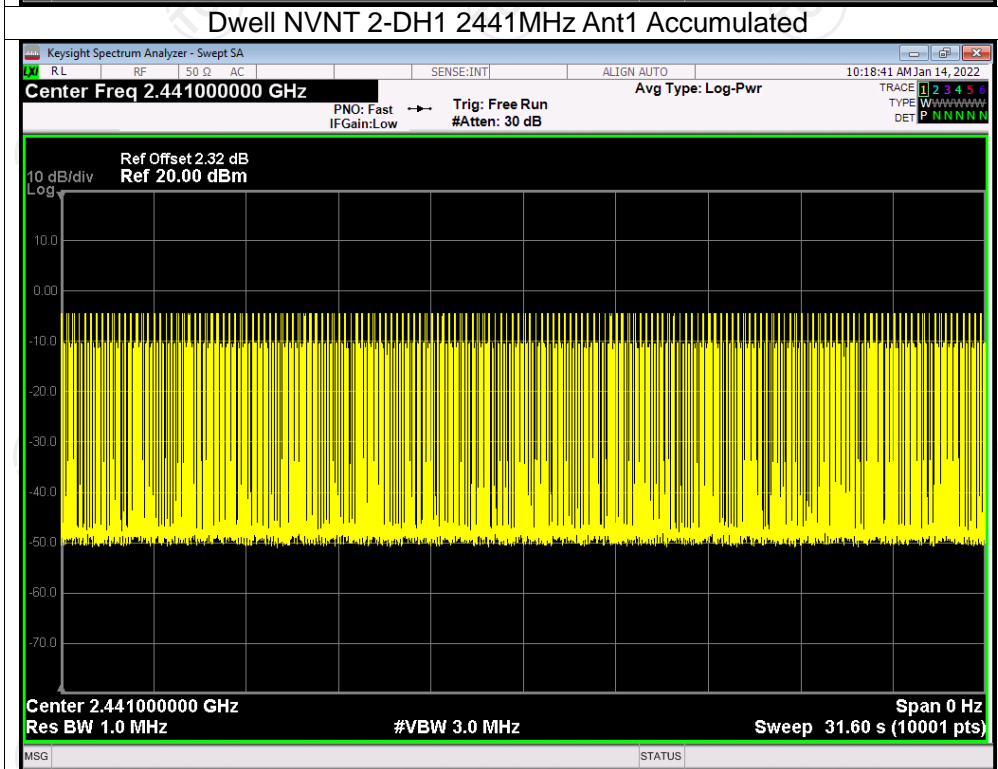 Dwell NVNT 2-DH1 2441MHz Ant1 Accumulated
Keysight Spectrum Analyzer - Swept SA
LXI RL RF 50 Ω AC SENSE:INT ALIGN AUTO 10:18:41 AM Jan 14, 2022
Center Freq 2.441000000 GHz Avg Type: Log-Pwr TRACE 1 2 3 4 5 6
PNO: Fast Trig: Free Run TYPE WWWWWW
IFGain:Low #Atten: 30 dB DET P N N N N N
Ref Offset 2.32 dB
10 dB/div Ref 20.00 dBm
Log
10.0
0.00
-10.0
-20.0
-30.0
-40.0
-50.0
-60.0
-70.0
Center 2.441000000 GHz Span 0 Hz
Res BW 1.0 MHz #VBW 3.0 MHz Sweep 31.60 s (10001 pts)
MSG STATUS